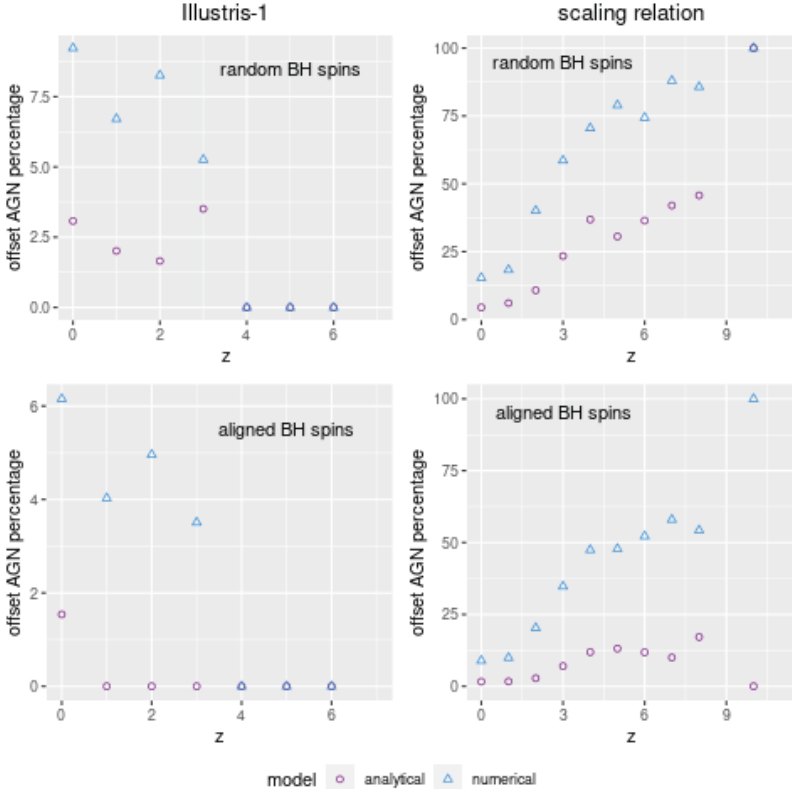 Illustris-1
scaling relation
offset AGN percentage
7.5
5.0
2.5
0.0
random BH spins
0 2 4 6
z
offset AGN percentage
100
75
50
25
0
random BH spins
0 3 6 9
z
offset AGN percentage
6
4
2
0
aligned BH spins
0 2 4 6
z
offset AGN percentage
100
75
50
25
0
aligned BH spins
0 3 6 9
z
model analytical numerical